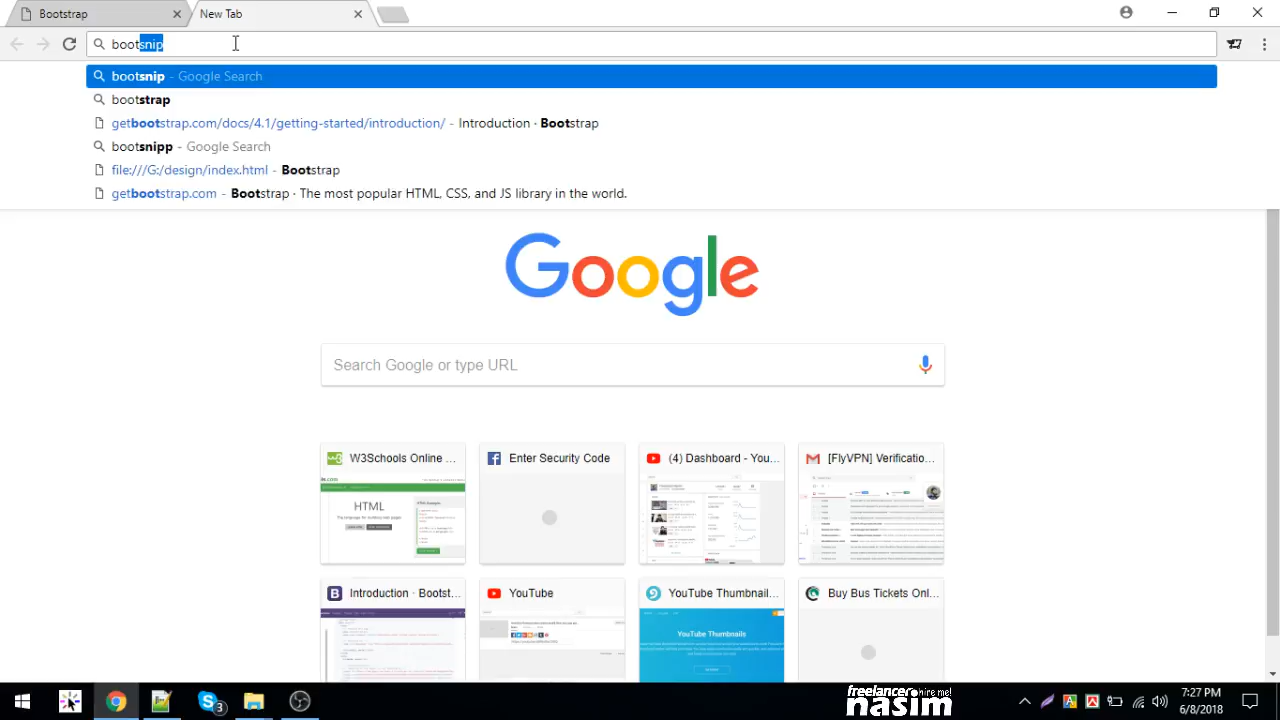 Bootstrap
New Tab
bootsnip
bootsnip - Google Search
bootstrap
getbootstrap.com/docs/4.1/getting-started/introduction/ - Introduction · Bootstrap
bootsnipp - Google Search
file:///G:/design/index.html - Bootstrap
getbootstrap.com - Bootstrap · The most popular HTML, CSS, and JS library in the world.
Google
Search Google or type URL
W3Schools Online ...
Enter Security Code
(4) Dashboard - You...
[FlyVPN] Verificatio...
HTML
Introduction · Bootst...
YouTube
YouTube Thumbnail...
Buy Bus Tickets Onl...
YouTube Thumbnails
3
freelancer hire me!
nasim
7:27 PM
6/8/2018